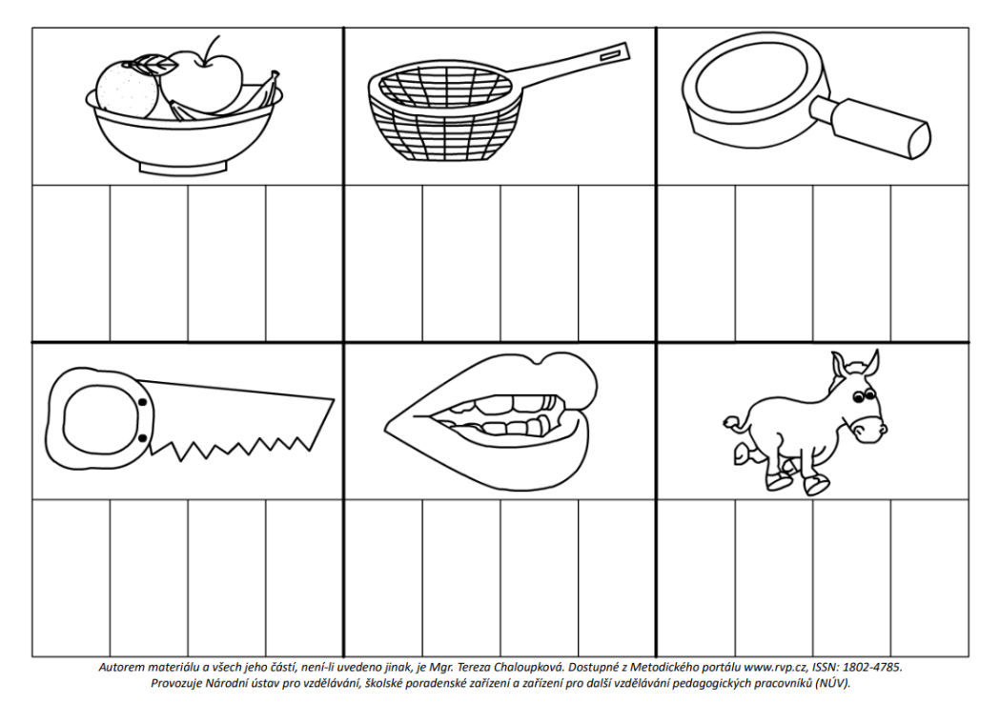 Autorem materiálu a všech jeho částí, není-li uvedeno jinak, je Mgr. Tereza Chaloupková. Dostupné z Metodického portálu www.rvp.cz, ISSN: 1802-4785.
Provozuje Národní ústav pro vzdělávání, školské poradenské zařízení a zařízení pro další vzdělávání pedagogických pracovníků (NÚV).